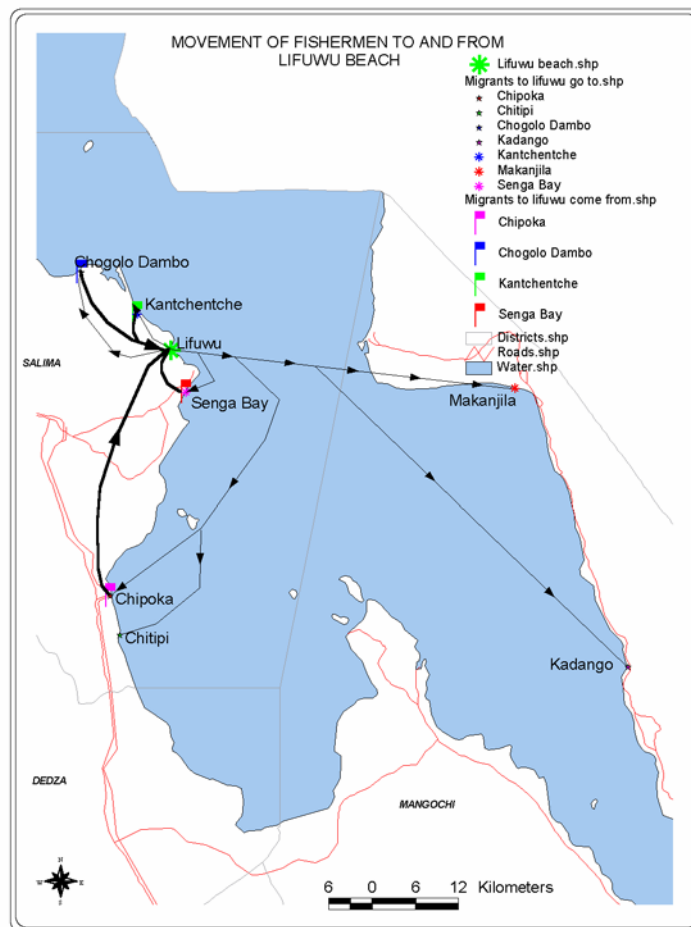 MOVEMENT OF FISHERMEN TO AND FROM
LIFUWU BEACH
Lifuwu beach.shp
Migrants to lifuwu go to.shp
Chipoka
Chitipi
Chogolo Dambo
Kadango
Kantchentche
Makanjila
Senga Bay
Migrants to lifuwu come from.shp
Chipoka
Chogolo Dambo
Kantchentche
Senga Bay
Districts.shp
Roads.shp
Water.shp
Chogolo Dambo
Kantchentche
Lifuwu
SALIMA
Senga Bay
Makanjila
Chipoka
Chitipi
Kadango
DEDZA
MANGOCHI
N
W E
S
6 0 6 12 Kilometers